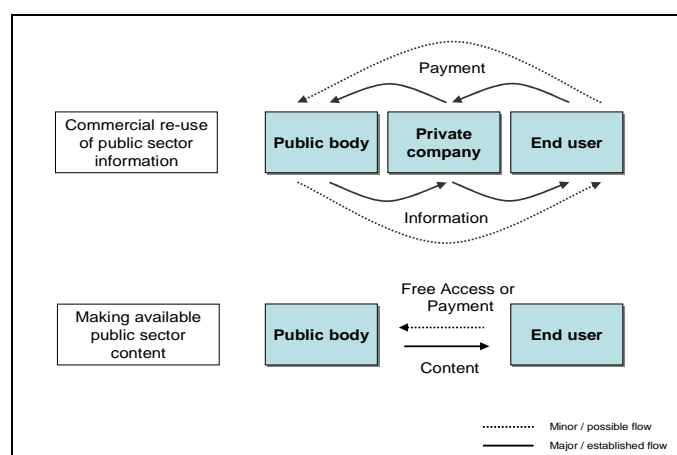 Payment
Commercial re-use
of public sector
information
Public body
Private
company
End user
Information
Making available
public sector
content
Public body
Free Access or
Payment
Content
End user
Minor / possible flow
Major / established flow